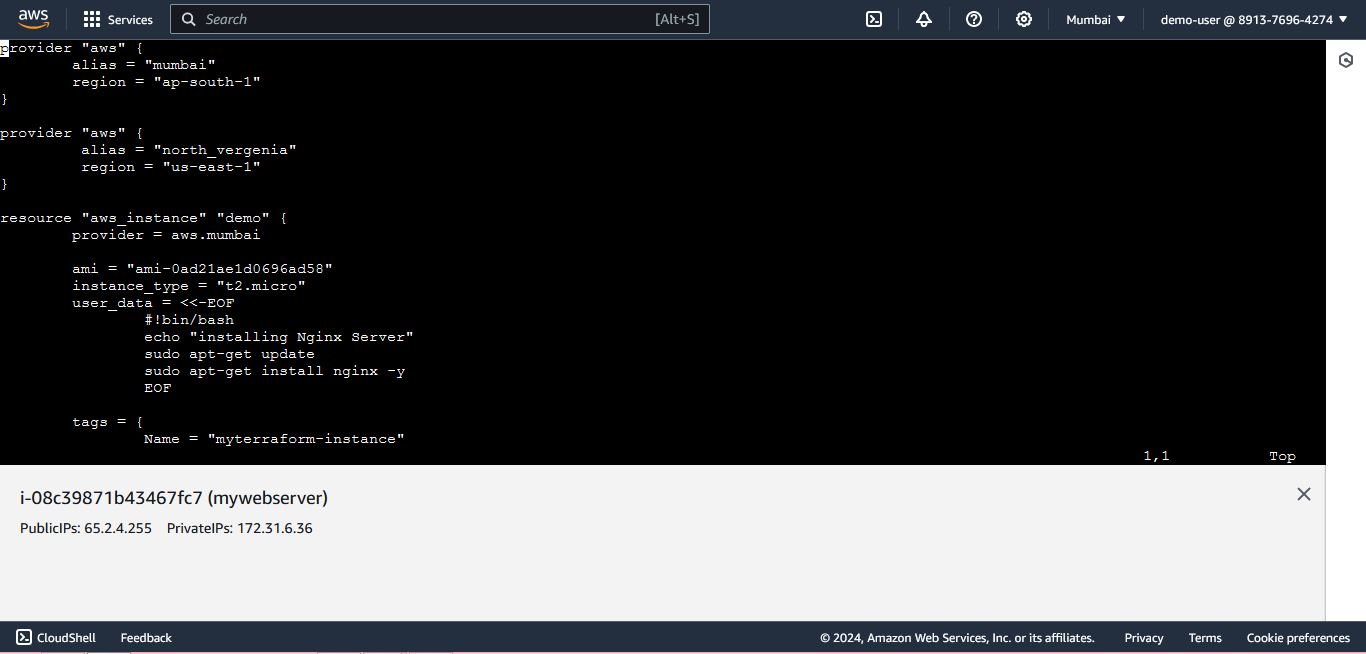 aws Services Search [Alt+S] Mumbai ▼ demo-user @ 8913-7696-4274 ▼
provider "aws" {
alias = "mumbai"
region = "ap-south-1"
}
provider "aws" {
alias = "north_vergenia"
region = "us-east-1"
}
resource "aws_instance" "demo" {
provider = aws.mumbai
ami = "ami-0ad21ae1d0696ad58"
instance_type = "t2.micro"
user_data = <<-EOF
#!bin/bash
echo "installing Nginx Server"
sudo apt-get update
sudo apt-get install nginx -y
EOF
tags = {
Name = "myterraform-instance"
1,1 Top
i-08c39871b43467fc7 (mywebserver)
PublicIPs: 65.2.4.255 PrivateIPs: 172.31.6.36
CloudShell Feedback © 2024, Amazon Web Services, Inc. or its affiliates. Privacy Terms Cookie preferences